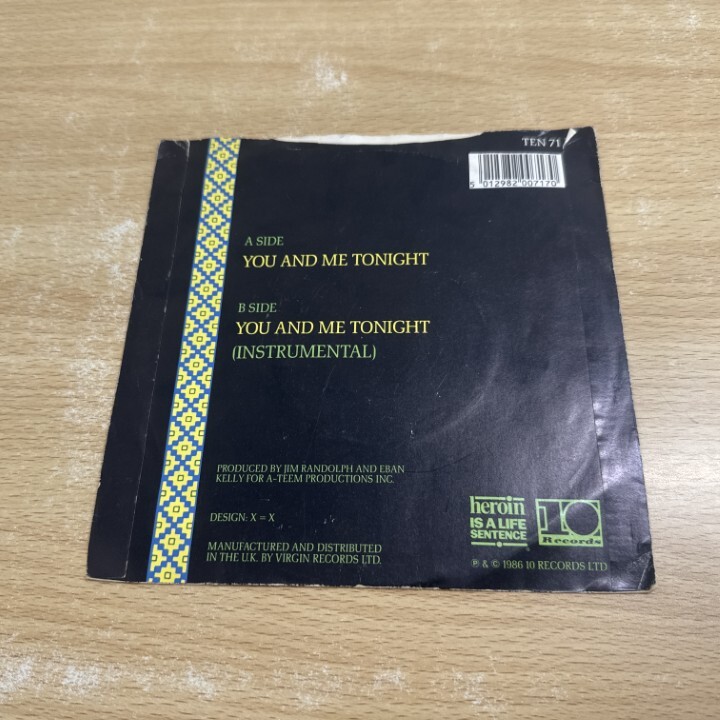 TEN 71
5 012982 007170
A SIDE
YOU AND ME TONIGHT
B SIDE
YOU AND ME TONIGHT
(INSTRUMENTAL)
PRODUCED BY JIM RANDOLPH AND EBAN
KELLY FOR A-TEEM PRODUCTIONS INC.
DESIGN: X = X
MANUFACTURED AND DISTRIBUTED
IN THE U.K. BY VIRGIN RECORDS LTD.
heroin
IS A LIFE
SENTENCE
10
Records
℗ & © 1986 10 RECORDS LTD